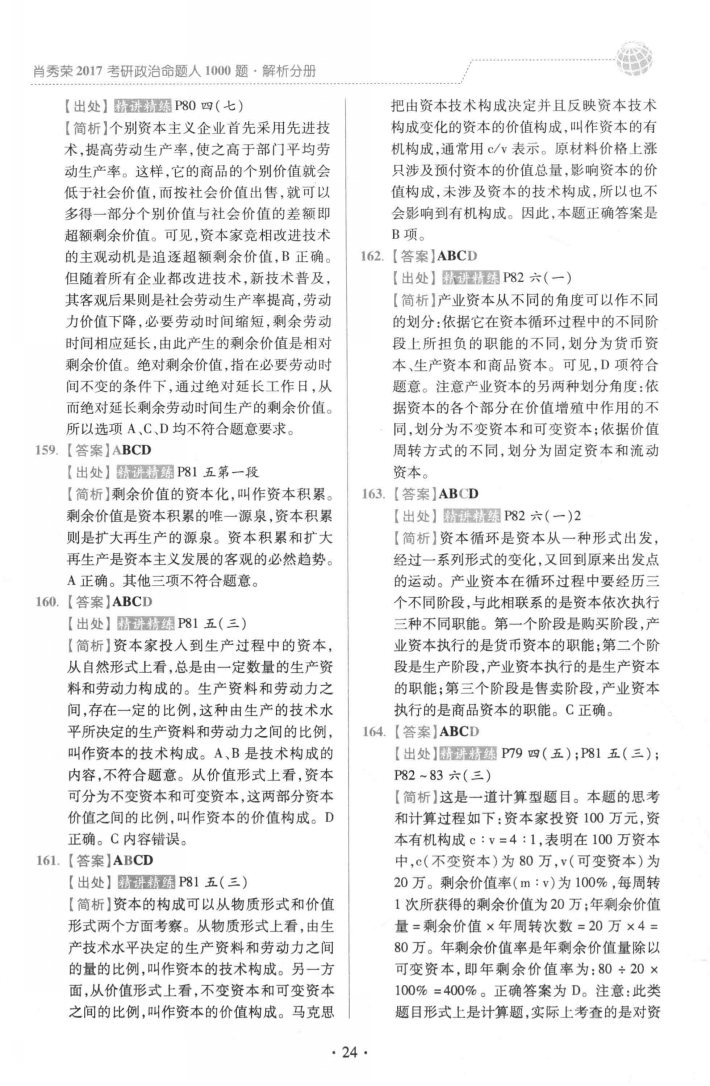 肖秀荣2017考研政治命题人1000题·解析分册
【出处】精讲精练P80 四(七)
【简析】个别资本主义企业首先采用先进技
术,提高劳动生产率,使之高于部门平均劳
动生产率。这样,它的商品的个别价值就会
低于社会价值,而按社会价值出售,就可以
多得一部分个别价值与社会价值的差额即
超额剩余价值。可见,资本家竞相改进技术
的主观动机是追逐超额剩余价值,B 正确。
但随着所有企业都改进技术,新技术普及,
其客观后果则是社会劳动生产率提高,劳动
力价值下降,必要劳动时间缩短,剩余劳动
时间相应延长,由此产生的剩余价值是相对
剩余价值。绝对剩余价值,指在必要劳动时
间不变的条件下,通过绝对延长工作日,从
而绝对延长剩余劳动时间生产的剩余价值。
所以选项 A、C、D 均不符合题意要求。
159. 【答案】ABCD
【出处】精讲精练P81 五第一段
【简析】剩余价值的资本化,叫作资本积累。
剩余价值是资本积累的唯一源泉,资本积累
则是扩大再生产的源泉。资本积累和扩大
再生产是资本主义发展的客观的必然趋势。
A 正确。其他三项不符合题意。
160. 【答案】ABCD
【出处】精讲精练P81 五(三)
【简析】资本家投入到生产过程中的资本,
从自然形式上看,总是由一定数量的生产资
料和劳动力构成的。生产资料和劳动力之
间,存在一定的比例,这种由生产的技术水
平所决定的生产资料和劳动力之间的比例,
叫作资本的技术构成。A、B 是技术构成的
内容,不符合题意。从价值形式上看,资本
可分为不变资本和可变资本,这两部分资本
价值之间的比例,叫作资本的价值构成。D
正确。C 内容错误。
161. 【答案】ABCD
【出处】精讲精练P81 五(三)
【简析】资本的构成可以从物质形式和价值
形式两个方面考察。从物质形式上看,由生
产技术水平决定的生产资料和劳动力之间
的量的比例,叫作资本的技术构成。另一方
面,从价值形式上看,不变资本和可变资本
之间的比例,叫作资本的价值构成。马克思
把由资本技术构成决定并且反映资本技术
构成变化的资本的价值构成,叫作资本的有
机构成,通常用 c/v 表示。原材料价格上涨
只涉及预付资本的价值总量,影响资本的价
值构成,未涉及资本的技术构成,所以也不
会影响到有机构成。因此,本题正确答案是
B 项。
162. 【答案】ABCD
【出处】精讲精练P82 六(一)
【简析】产业资本从不同的角度可以作不同
的划分:依据它在资本循环过程中的不同阶
段上所担负的职能的不同,划分为货币资
本、生产资本和商品资本。可见,D 项符合
题意。注意产业资本的另两种划分角度:依
据资本的各个部分在价值增殖中作用的不
同,划分为不变资本和可变资本;依据价值
周转方式的不同,划分为固定资本和流动
资本。
163. 【答案】ABCD
【出处】精讲精练P82 六(一)2
【简析】资本循环是资本从一种形式出发,
经过一系列形式的变化,又回到原来出发点
的运动。产业资本在循环过程中要经历三
个不同阶段,与此相联系的是资本依次执行
三种不同职能。第一个阶段是购买阶段,产
业资本执行的是货币资本的职能;第二个阶
段是生产阶段,产业资本执行的是生产资本
的职能;第三个阶段是售卖阶段,产业资本
执行的是商品资本的职能。C 正确。
164. 【答案】ABCD
【出处】精讲精练 P79 四(五);P81 五(三);
P82~83 六(三)
【简析】这是一道计算型题目。本题的思考
和计算过程如下:资本家投资 100 万元,资
本有机构成 c∶v=4∶1,表明在 100 万资本
中,c(不变资本)为 80 万,v(可变资本)为
20 万。剩余价值率(m∶v)为 100%,每周转
1 次所获得的剩余价值为 20 万;年剩余价值
量=剩余价值×年周转次数=20 万×4=
80 万。年剩余价值率是年剩余价值量除以
可变资本,即年剩余价值率为:80÷20×
100%=400%。正确答案为 D。注意:此类
题目形式上是计算题,实际上考查的是对资
·24·